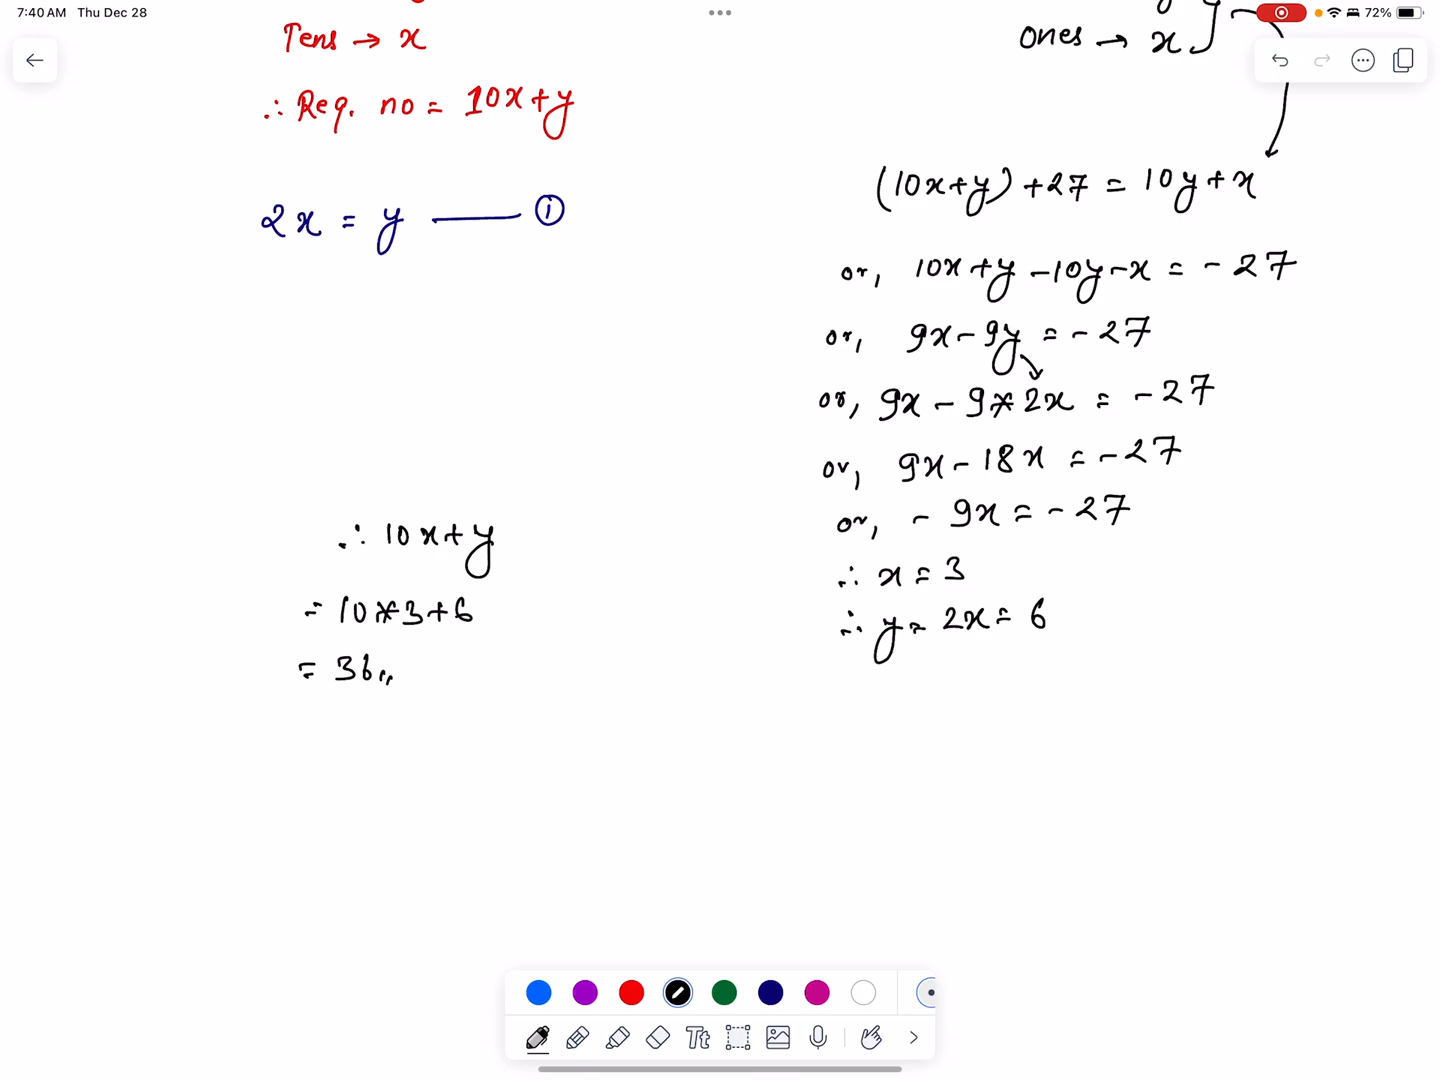 7:40 AM Thu Dec 28
72%
Tens → x
∴ Req. no = 10x+y
2x = y —— ①
∴ 10x+y
= 10*3+6
= 36,,
ones → x
(10x+y) +27 = 10y+x
or, 10x+y-10y-x = -27
or, 9x-9y = -27
or, 9x - 9*2x = -27
or, 9x-18x = -27
or, -9x = -27
∴ x = 3
∴ y = 2x = 6
Tt